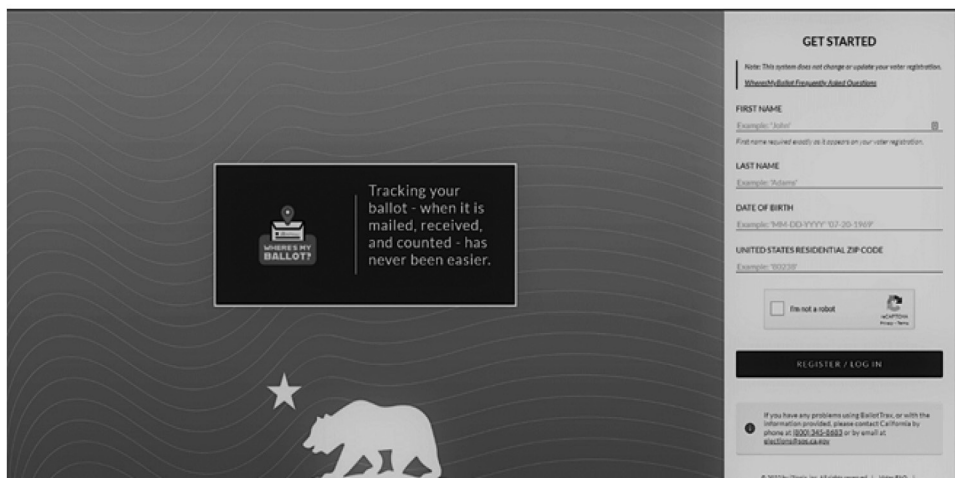 Tracking your
ballot - when it is
mailed, received,
and counted - has
never been easier.
WHERE'S MY
BALLOT?
GET STARTED
Note: This system does not change or update your voter registration.
WheresMyBallot Frequently Asked Questions
FIRST NAME
Example: 'John'
First name required exactly as it appears on your voter registration.
LAST NAME
Example: 'Adams'
DATE OF BIRTH
Example: 'MM-DD-YYYY' '07-20-1969'
UNITED STATES RESIDENTIAL ZIP CODE
Example: '80238'
I'm not a robot
reCAPTCHA
Privacy - Terms
REGISTER / LOG IN
If you have any problems using BallotTrax, or with the
information provided, please contact California by
phone at (800) 345-8683 or by email at
elections@sos.ca.gov